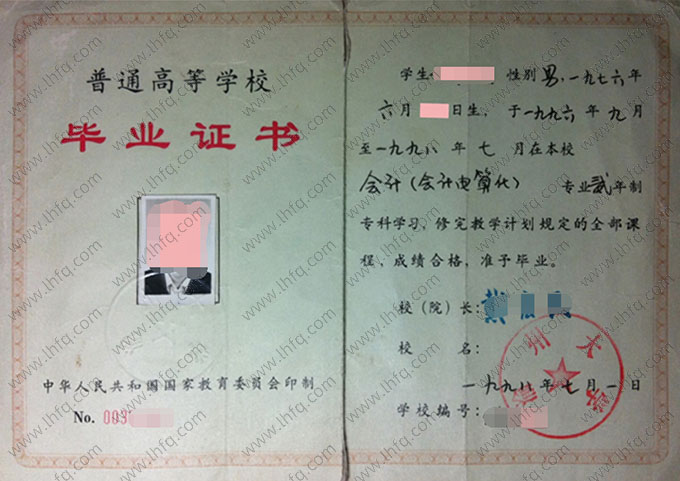 普通高等学校
毕业证书
中华人民共和国国家教育委员会印制
No. 003
学生 性别男,一九七六年
六月 日生,于一九九六年九月
至一九九八年七月在本校
会计(会计电算化) 专业贰年制
专科学习,修完教学计划规定的全部课
程,成绩合格,准予毕业。
校(院)长:戴
校 名:
州大
一九九八年七月一日
学校编号:
www.lhfq.com